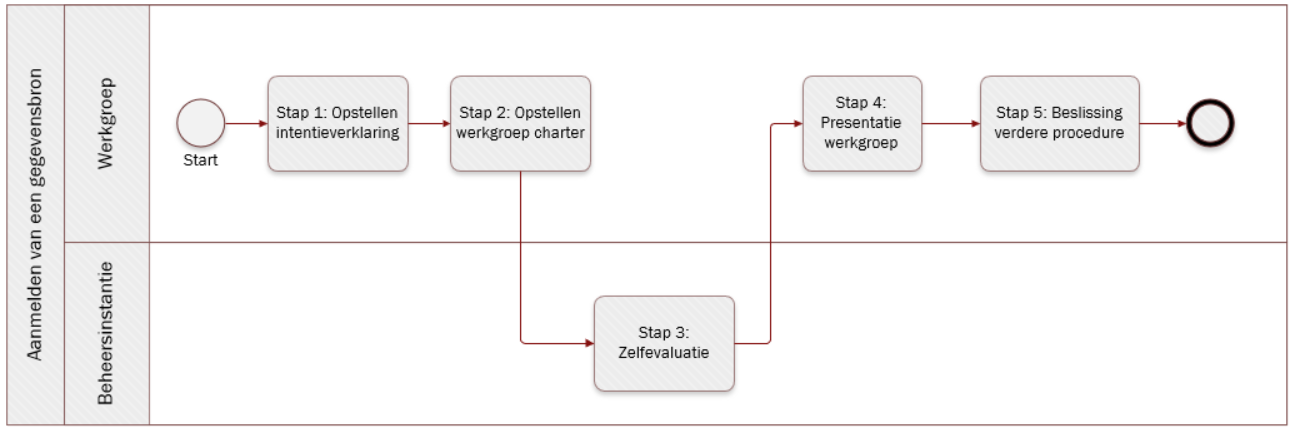 Aanmelden van een gegevensbron
Werkgroep
Start
Stap 1: Opstellen
intentieverklaring
Stap 2: Opstellen
werkgroep charter
Stap 4:
Presentatie
werkgroep
Stap 5: Beslissing
verdere procedure
Beheersinstantie
Stap 3:
Zelfevaluatie